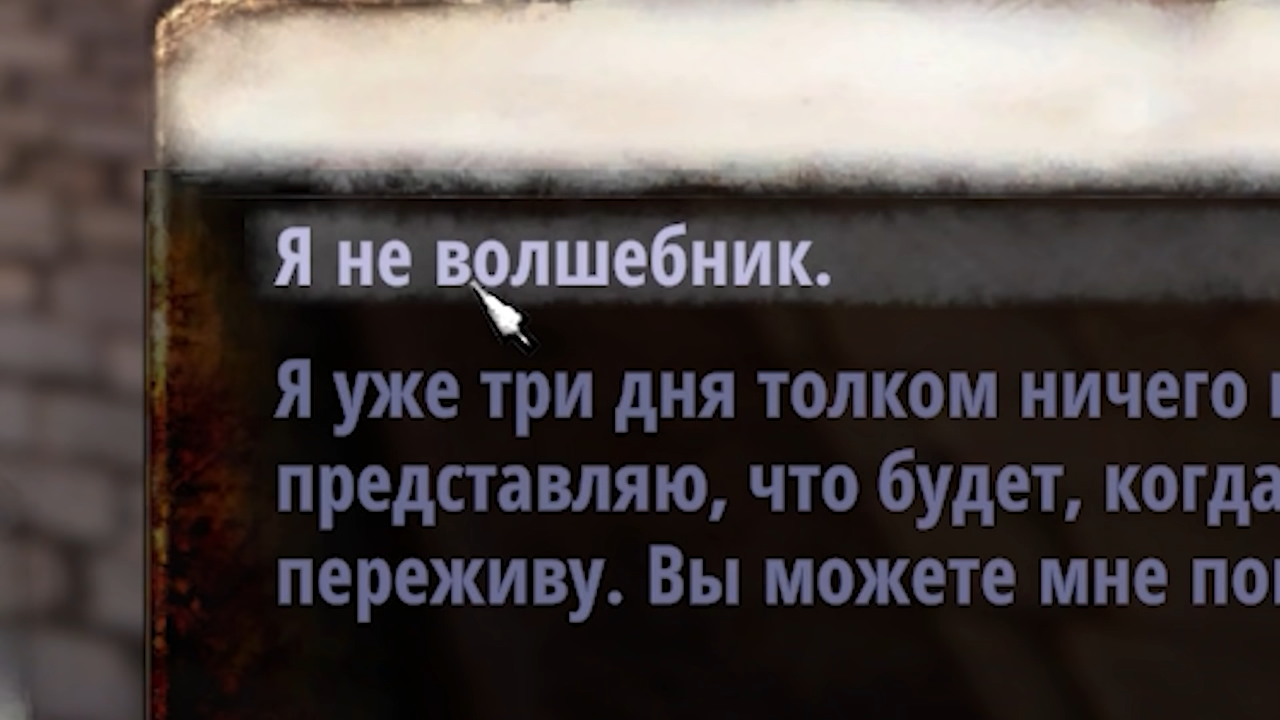 Я не волшебник.
Я уже три дня толком ничего
представляю, что будет, когда
переживу. Вы можете мне